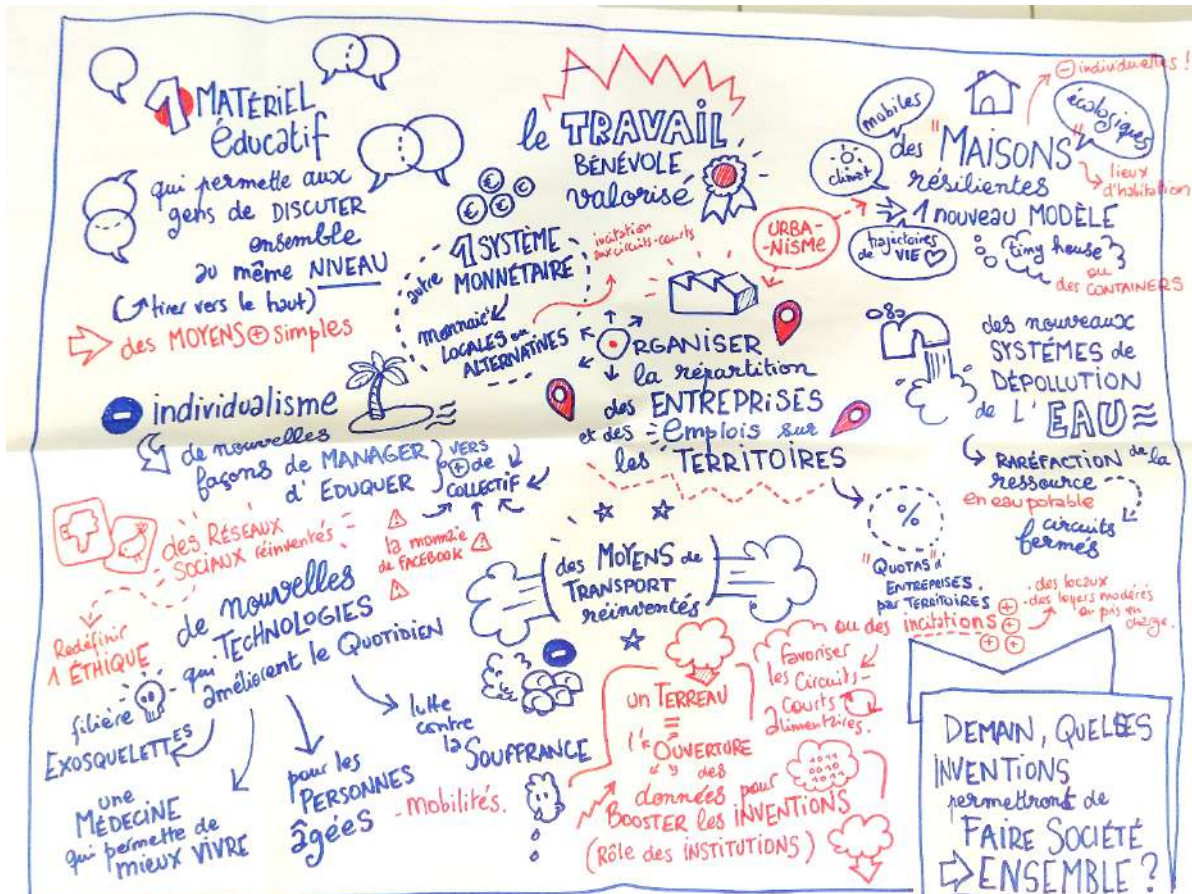 1 MATÉRIEL
éducatif
qui permette aux
gens de DISCUTER
ensemble
au même NIVEAU
(tirer vers le haut)
des MOYENS + simples
le TRAVAIL
BÉNÉVOLE
valorisé
€ € € € €
1 autre SYSTÈME
MONNÉTAIRE
monnaies
LOCALES ou
ALTERNATIVES
incitation
aux circuits-courts
- individuelles !
mobiles
écologiques
des "MAISONS"
résilientes
climat
lieux
d'habitation
1 nouveau MODÈLE
trajectoires
de VIE
tiny house
ou
des CONTAINERS
URBA-
-NISME
ORGANISER
la répartition
des ENTREPRISES
et des emplois sur
les TERRITOIRES
des nouveaux
SYSTÉMES de
DÉPOLLUTION
de L'EAU
RARÉFACTION de la
ressource
en eau potable
circuits
fermés
%
"QUOTAS" d'
ENTREPRISES
par TERRITOIRES
ou des incitations
+ + + +
. des locaux
. des loyers modérés
ou pris en
charge.
- individualisme
de nouvelles
façons de MANAGER
d'EDUQUER
VERS
+ de
COLLECTIF
des RÉSEAUX
SOCIAUX réinventés
la monnaie
de FACEBOOK
Redéfinir
1 ÉTHIQUE
de nouvelles
TECHNOLOGIES
qui
améliorent le QUOTIDIEN
filière
EXOSQUELETTES
une
MÉDECINE
qui permette de
mieux VIVRE
pour les
PERSONNES
âgées
lutte
contre
la
SOUFFRANCE
- mobilités.
des MOYENS de
TRANSPORT
réinventés
-
Favoriser
les Circuits-
Courts
alimentaires.
un TERREAU
=
l'OUVERTURE
des
données pour
BOOSTER les INVENTIONS
(Rôle des INSTITUTIONS)
DEMAIN, QUELLES
INVENTIONS
permettront de
FAIRE SOCIÉTÉ
ENSEMBLE ?